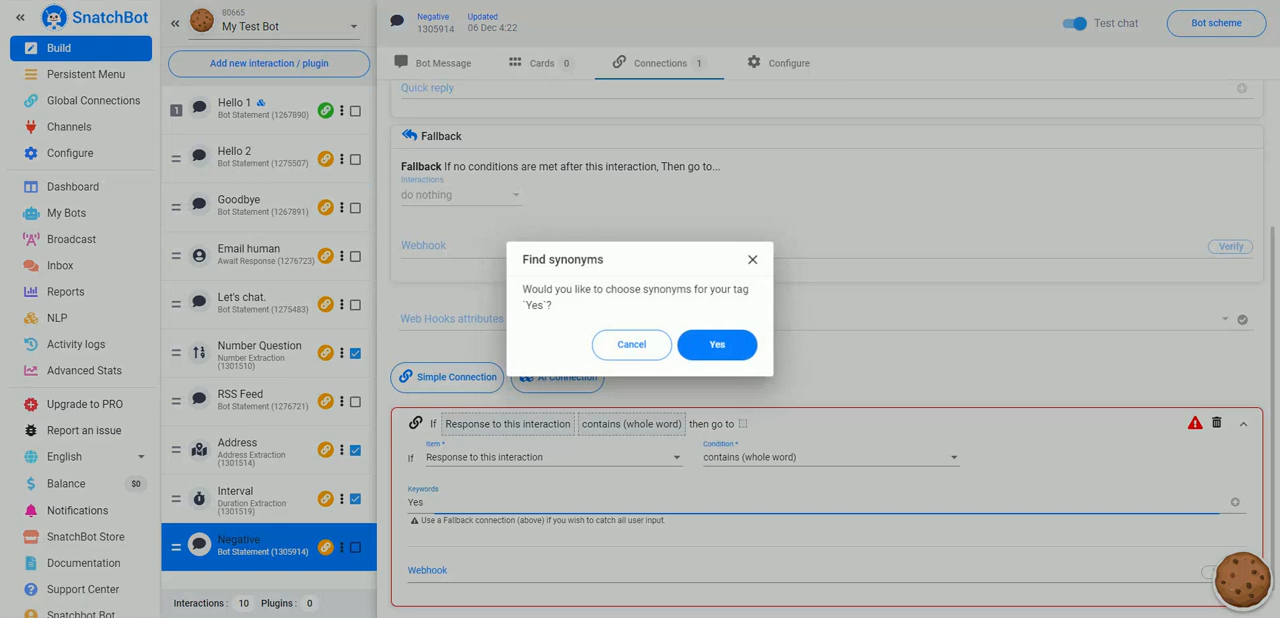 SnatchBot
Build
Persistent Menu
Global Connections
Channels
Configure
Dashboard
My Bots
Broadcast
Inbox
Reports
NLP
Activity logs
Advanced Stats
Upgrade to PRO
Report an issue
English
Balance $0
Notifications
SnatchBot Store
Documentation
Support Center
Snatchbot Bot
80665
My Test Bot
Add new interaction / plugin
1
Hello 1
Bot Statement (1267890)
Hello 2
Bot Statement (1275507)
Goodbye
Bot Statement (1267891)
Email human
Await Response (1276723)
Let's chat.
Bot Statement (1275483)
Number Question
Number Extraction
(1301510)
RSS Feed
Bot Statement (1276721)
Address
Address Extraction
(1301514)
Interval
Duration Extraction
(1301519)
Negative
Bot Statement (1305914)
Interactions : 10 Plugins : 0
Negative Updated
1305914 06 Dec 4:22
Test chat
Bot scheme
Bot Message
Cards 0
Connections 1
Configure
Quick reply
Fallback
Fallback If no conditions are met after this interaction, Then go to...
Interactions
do nothing
Webhook
Verify
Web Hooks attributes
Find synonyms
Would you like to choose synonyms for your tag
`Yes`?
Cancel
Yes
Simple Connection
AI Connection
If Response to this interaction contains (whole word) then go to
Item * Condition *
If Response to this interaction contains (whole word)
Keywords
Yes
Use a Fallback connection (above) if you wish to catch all user input.
Webhook